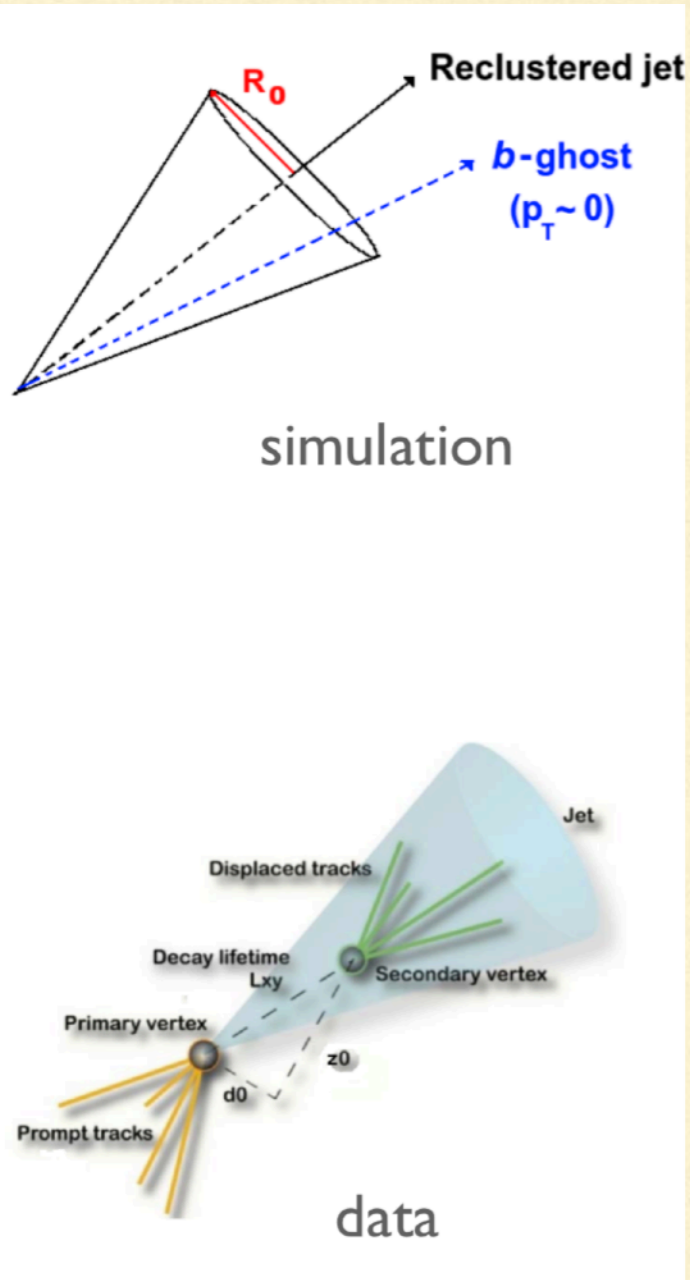 R0
Reclustered jet
b-ghost
(pT~ 0)
simulation
Jet
Displaced tracks
Decay lifetime
Lxy
Secondary vertex
Primary vertex
z0
d0
Prompt tracks
data